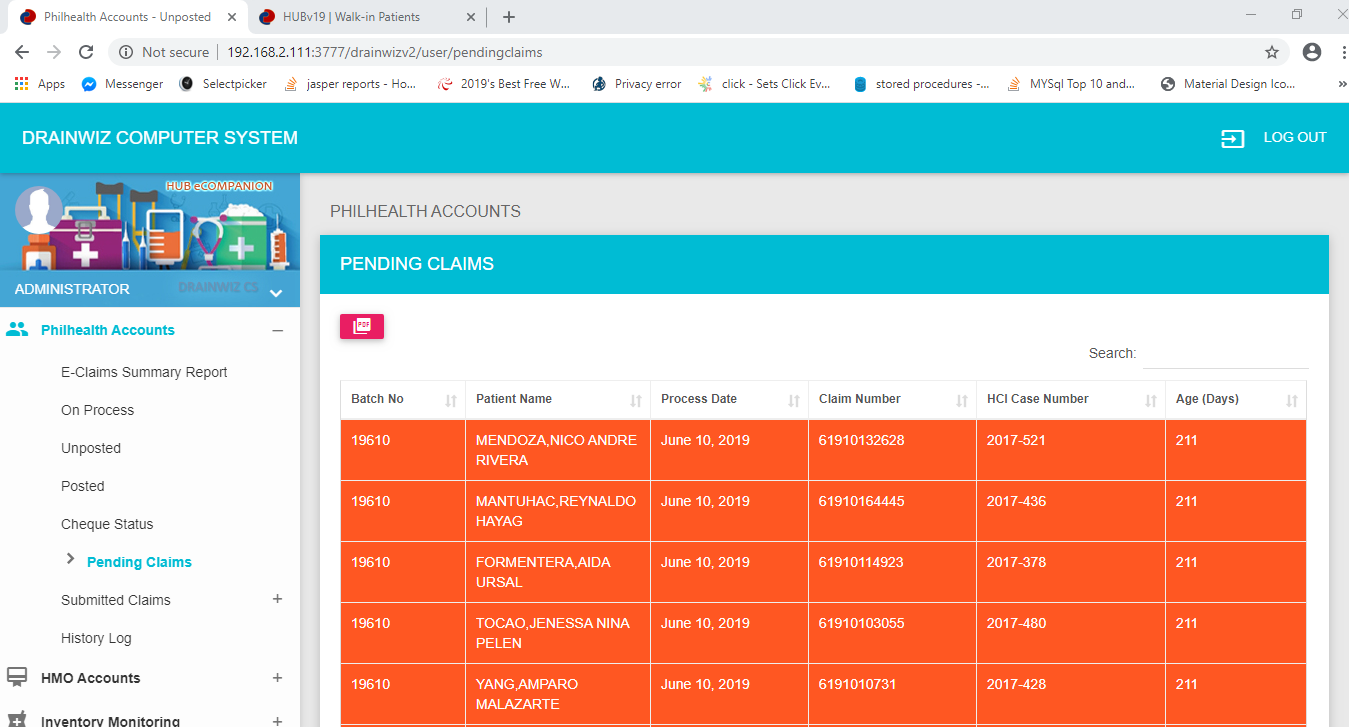 Philhealth Accounts - Unposted
HUBv19 | Walk-in Patients
Not secure | 192.168.2.111:3777/drainwizv2/user/pendingclaims
Apps
Messenger
Selectpicker
jasper reports - Ho...
2019's Best Free W...
Privacy error
click - Sets Click Ev...
stored procedures -...
MYSql Top 10 and...
Material Design Ico...
»
DRAINWIZ COMPUTER SYSTEM
LOG OUT
HUB eCOMPANION
ADMINISTRATOR
DRAINWIZ CS
Philhealth Accounts
E-Claims Summary Report
On Process
Unposted
Posted
Cheque Status
Pending Claims
Submitted Claims
History Log
HMO Accounts
Inventory Monitoring
PHILHEALTH ACCOUNTS
PENDING CLAIMS
PDF
Search:
Batch No Patient Name Process Date Claim Number HCI Case Number Age (Days)
19610 MENDOZA,NICO ANDRE June 10, 2019 61910132628 2017-521 211
RIVERA
19610 MANTUHAC,REYNALDO June 10, 2019 61910164445 2017-436 211
HAYAG
19610 FORMENTERA,AIDA June 10, 2019 61910114923 2017-378 211
URSAL
19610 TOCAO,JENESSA NINA June 10, 2019 61910103055 2017-480 211
PELEN
19610 YANG,AMPARO June 10, 2019 6191010731 2017-428 211
MALAZARTE